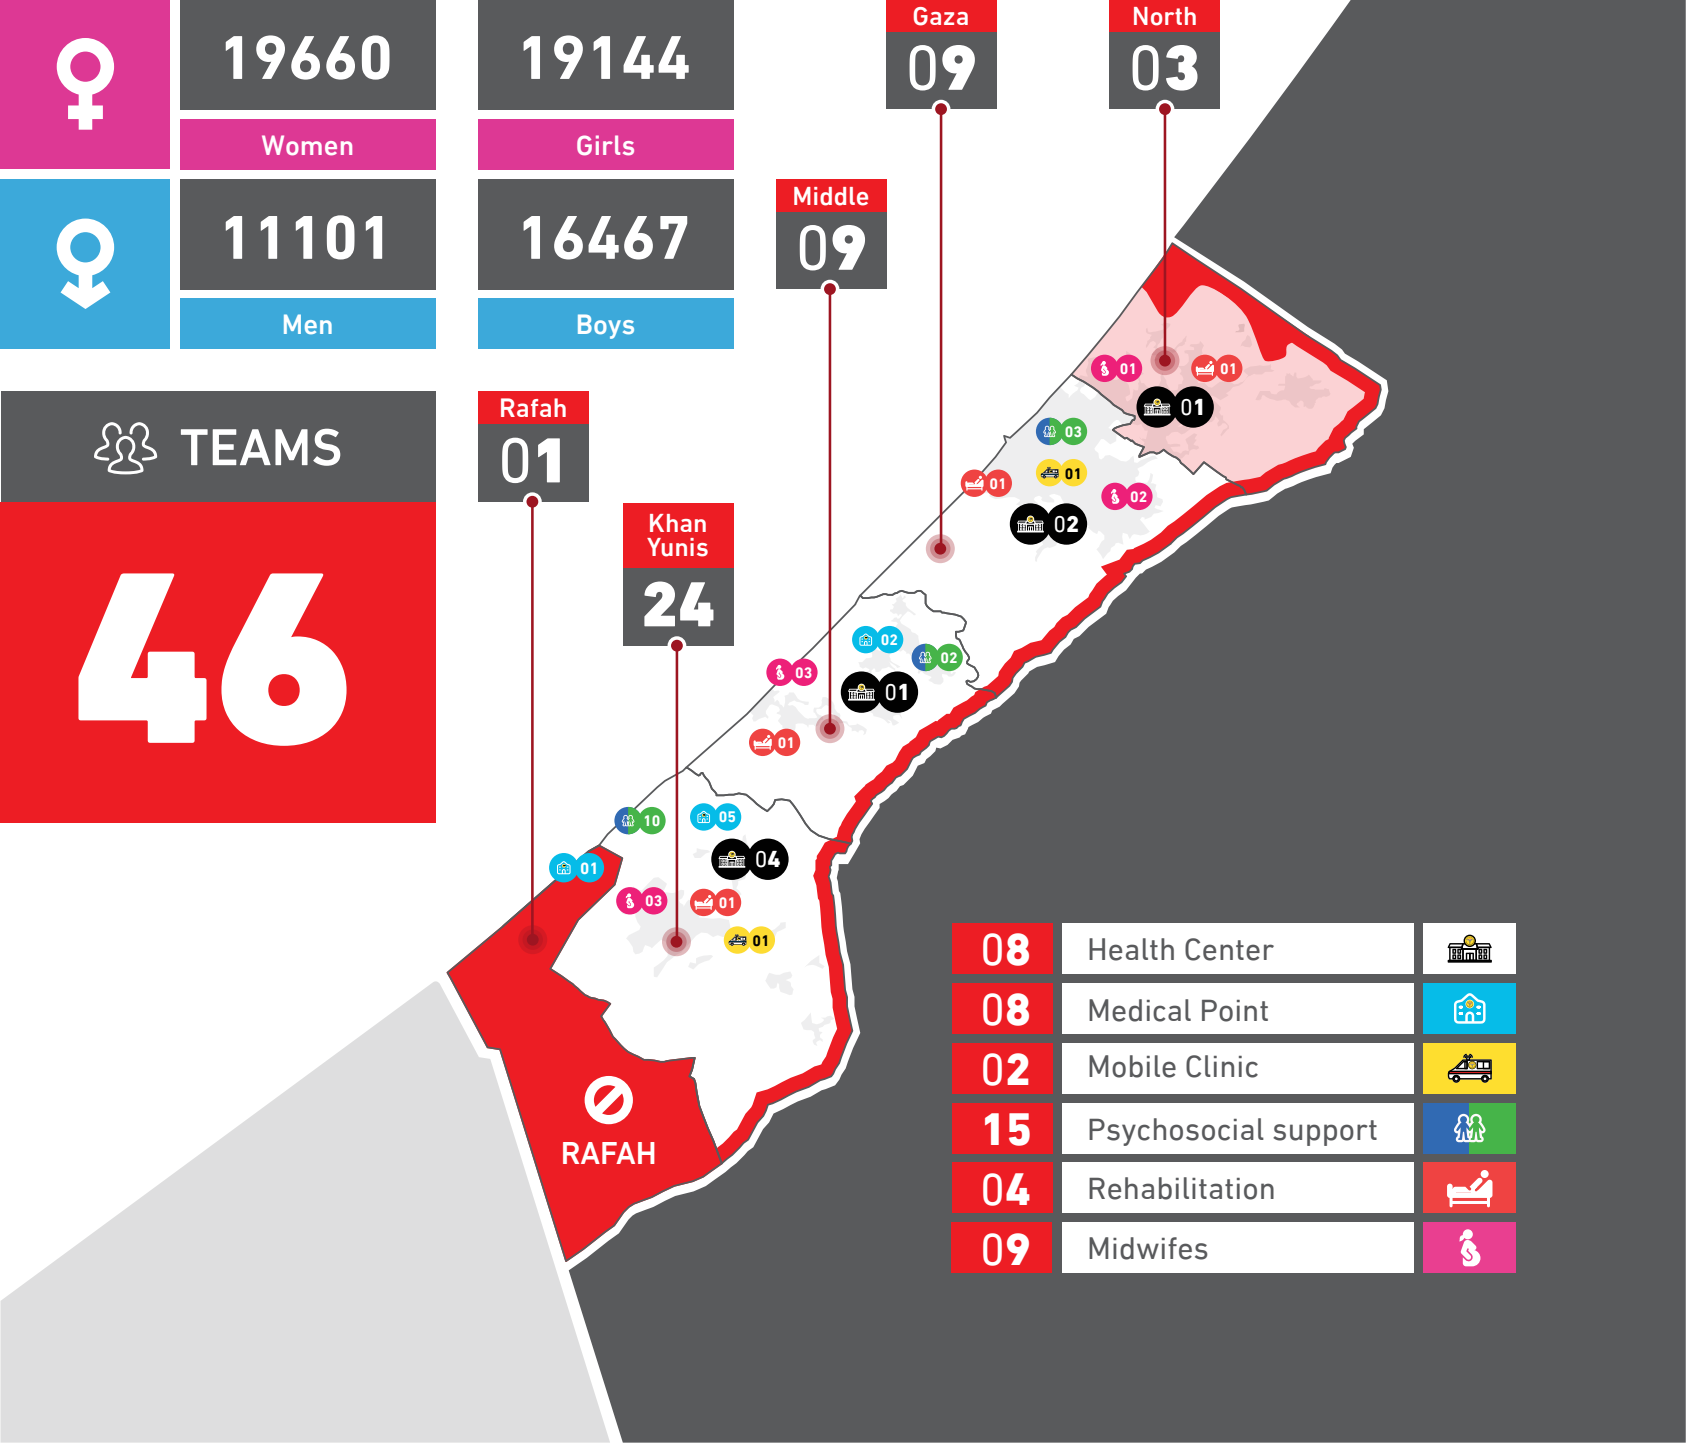 19660
Women
19144
Girls
11101
Men
16467
Boys
TEAMS
46
Gaza
09
North
03
Middle
09
Rafah
01
Khan
Yunis
24
01
01
01
03
01
01
02
02
02
02
03
01
01
10
05
04
01
03
01
01
RAFAH
08 Health Center
08 Medical Point
02 Mobile Clinic
15 Psychosocial support
04 Rehabilitation
09 Midwifes